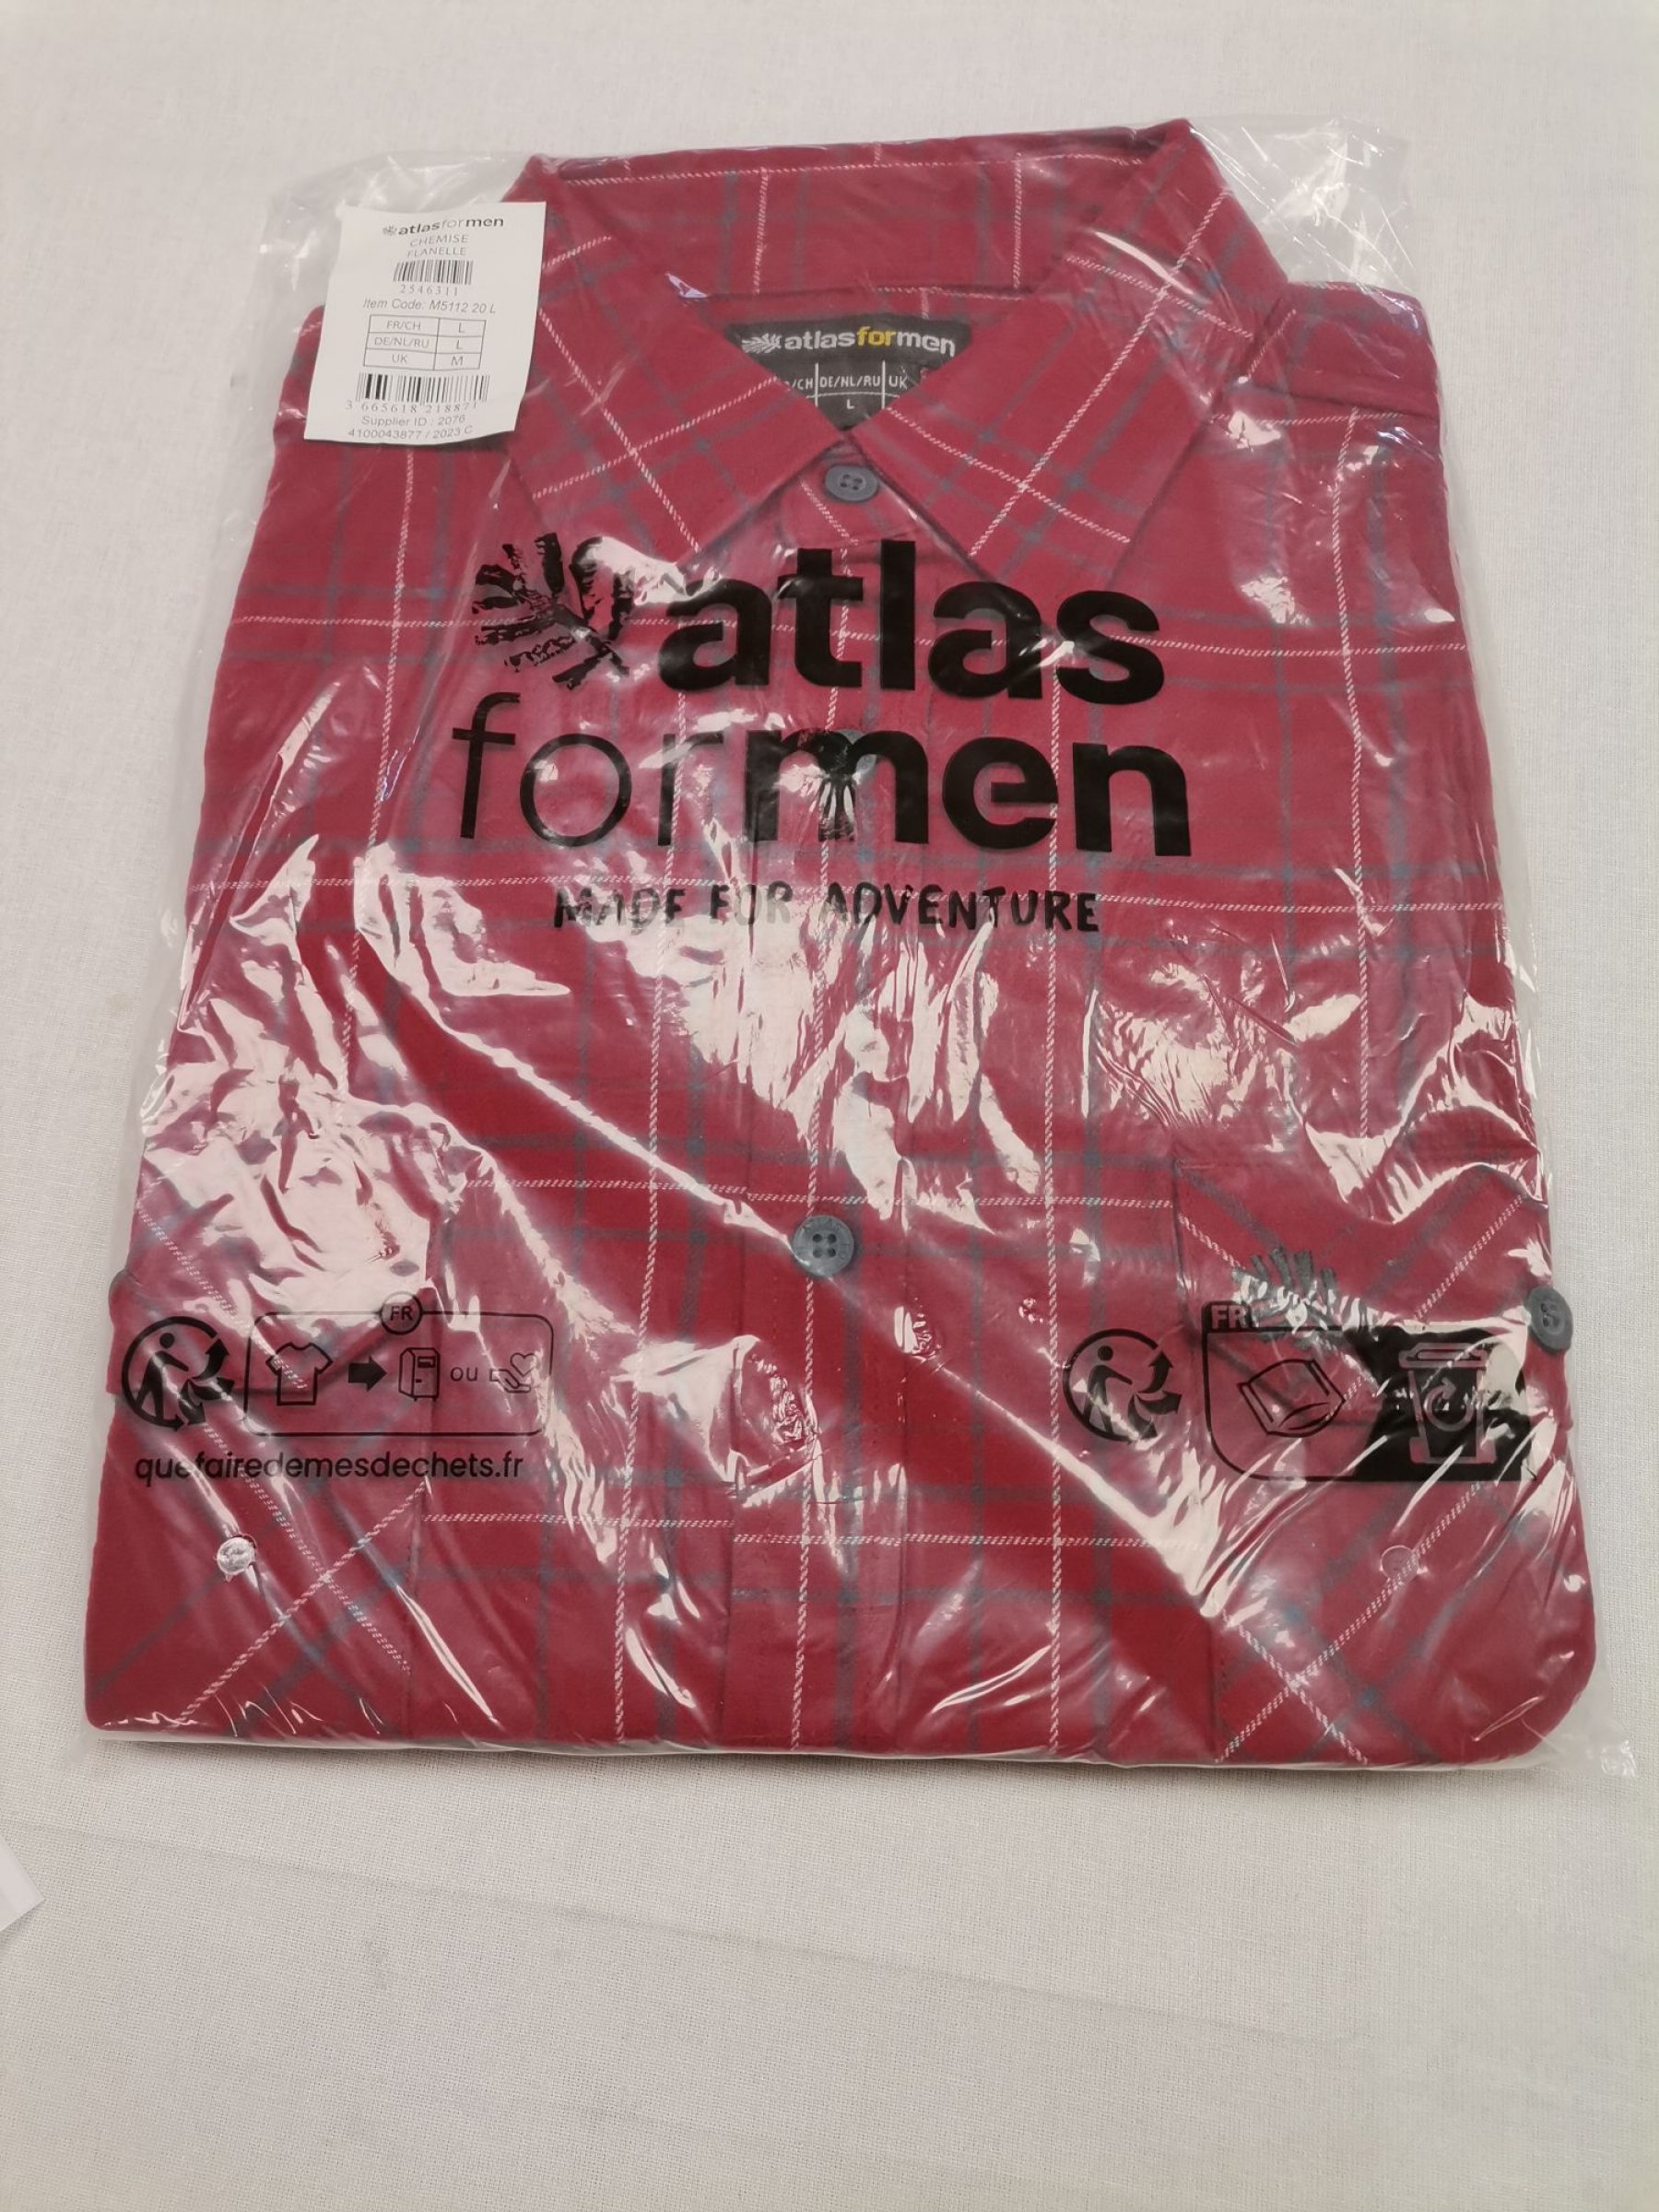 atlasformen
CHEMISE
FLANELLE
2546311
Item Code: M5112 20 L
FR/CH L
DE/NL/RU L
UK M
3 665618 218871
Supplier ID : 2076
4100043877 / 2023 C
atlasformen
/CH DE/NL/RU UK
L
atlas
formen
MADE FOR ADVENTURE
FR
ou
quefairedemesdechets.fr
FR